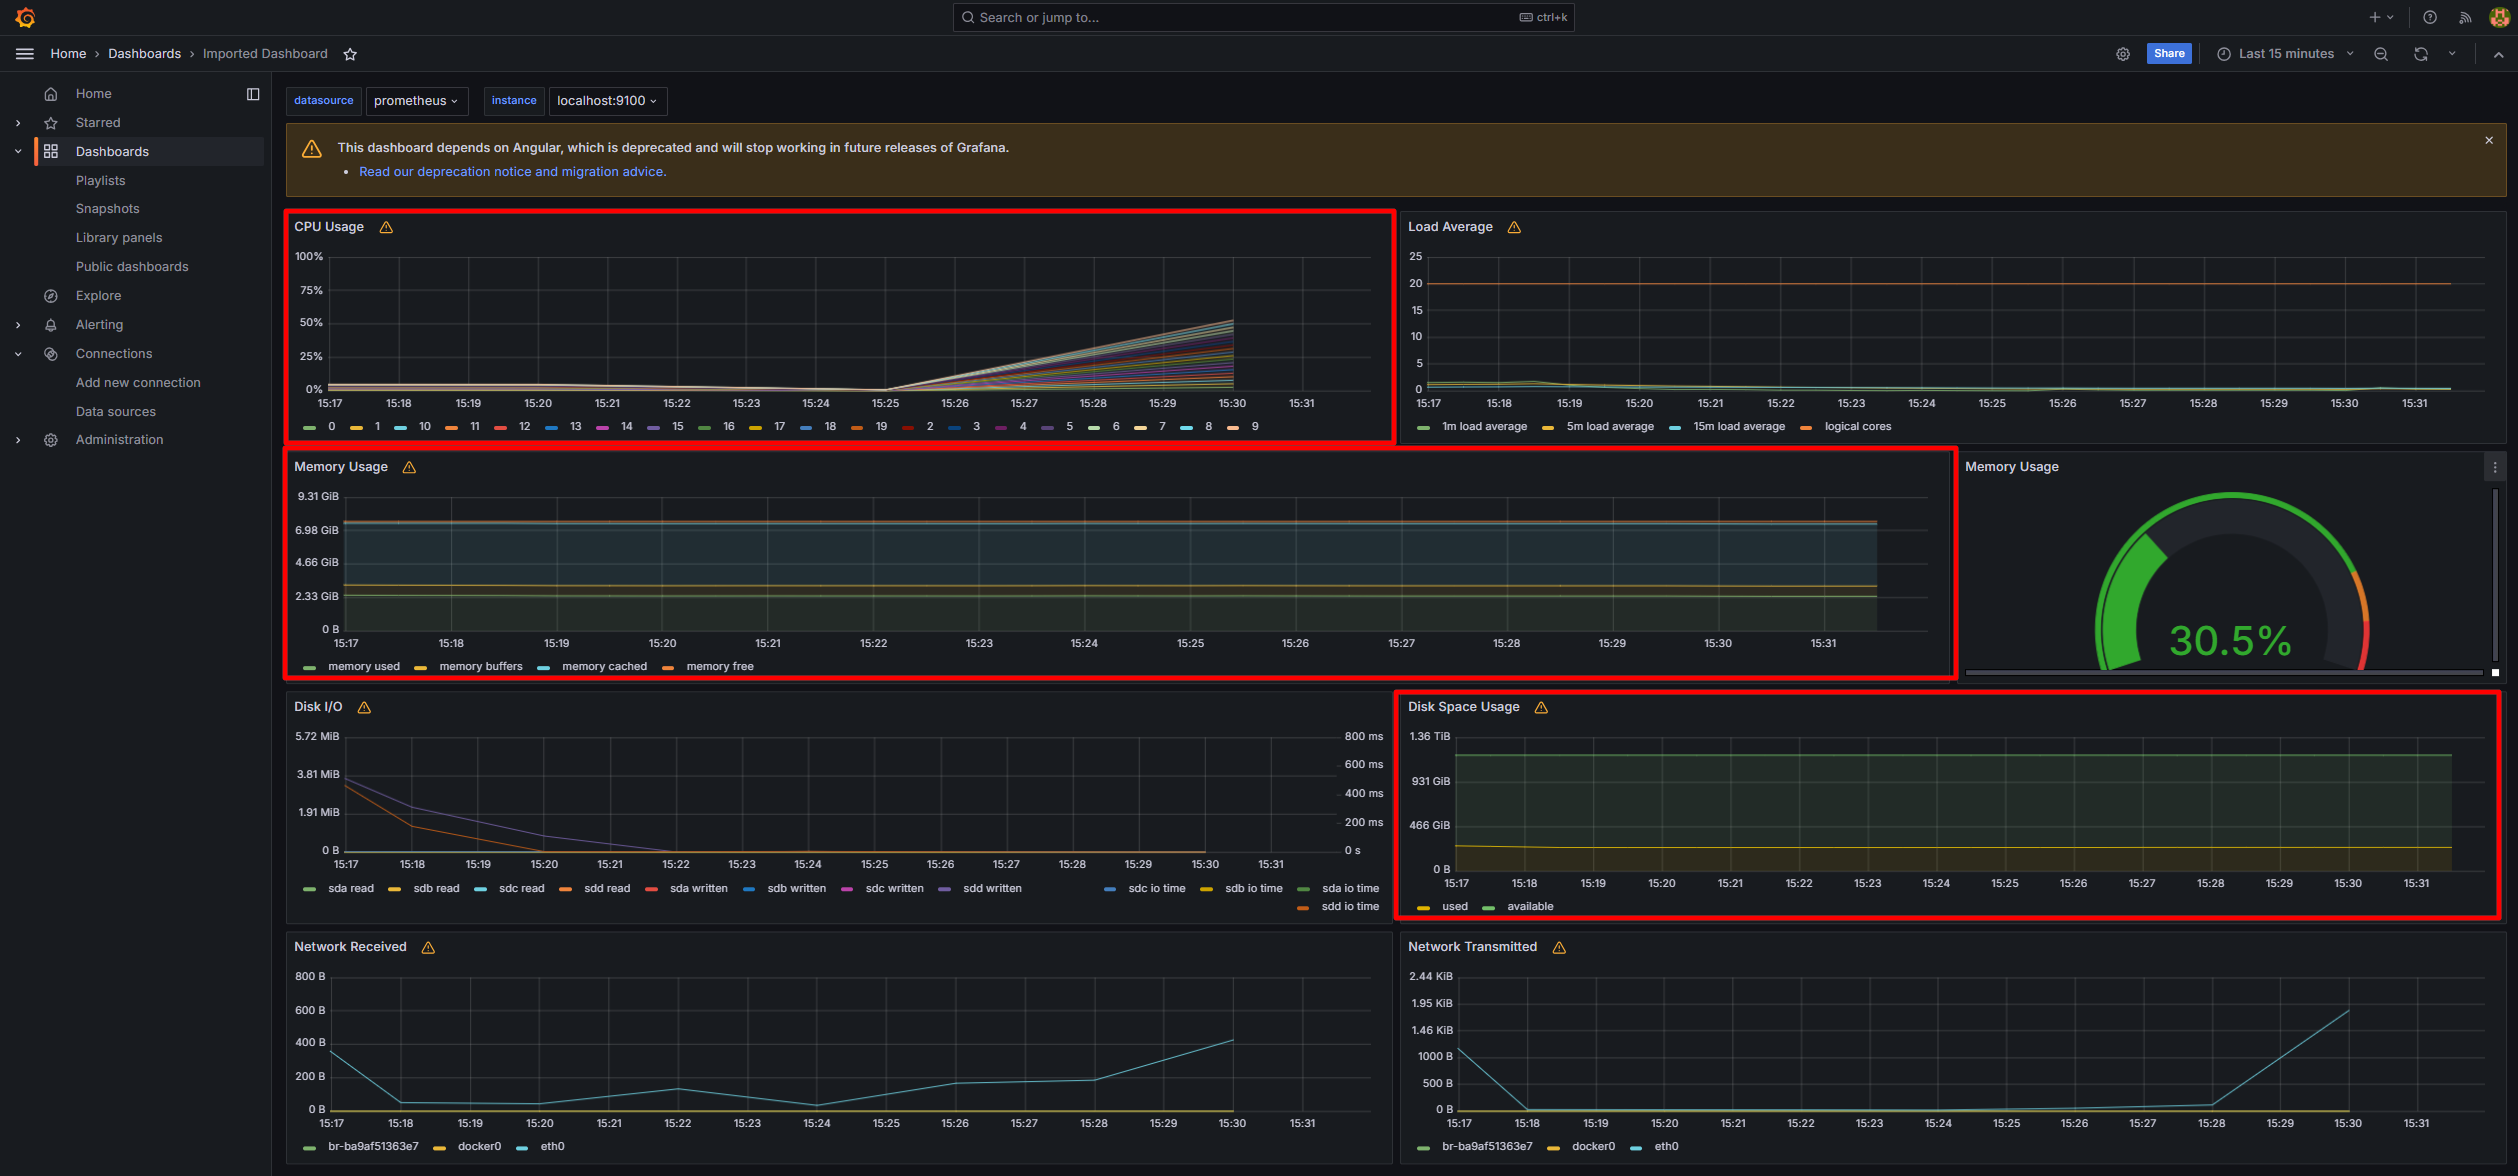 Search or jump to...
ctrl+k
Home › Dashboards › Imported Dashboard
Share
Last 15 minutes
Home
Starred
Dashboards
Playlists
Snapshots
Library panels
Public dashboards
Explore
Alerting
Connections
Add new connection
Data sources
Administration
datasource prometheus instance localhost:9100
This dashboard depends on Angular, which is deprecated and will stop working in future releases of Grafana.
• Read our deprecation notice and migration advice.
CPU Usage
100%
75%
50%
25%
0%
15:17 15:18 15:19 15:20 15:21 15:22 15:23 15:24 15:25 15:26 15:27 15:28 15:29 15:30 15:31
0 1 10 11 12 13 14 15 16 17 18 19 2 3 4 5 6 7 8 9
Load Average
25
20
15
10
5
0
15:17 15:18 15:19 15:20 15:21 15:22 15:23 15:24 15:25 15:26 15:27 15:28 15:29 15:30 15:31
1m load average 5m load average 15m load average logical cores
Memory Usage
9.31 GiB
6.98 GiB
4.66 GiB
2.33 GiB
0 B
15:17 15:18 15:19 15:20 15:21 15:22 15:23 15:24 15:25 15:26 15:27 15:28 15:29 15:30 15:31
memory used memory buffers memory cached memory free
Memory Usage
30.5%
Disk I/O
5.72 MiB
3.81 MiB
1.91 MiB
0 B
800 ms
600 ms
400 ms
200 ms
0 s
15:17 15:18 15:19 15:20 15:21 15:22 15:23 15:24 15:25 15:26 15:27 15:28 15:29 15:30 15:31
sda read sdb read sdc read sdd read sda written sdb written sdc written sdd written sdc io time sdb io time sda io time
sdd io time
Disk Space Usage
1.36 TiB
931 GiB
466 GiB
0 B
15:17 15:18 15:19 15:20 15:21 15:22 15:23 15:24 15:25 15:26 15:27 15:28 15:29 15:30 15:31
used available
Network Received
800 B
600 B
400 B
200 B
0 B
15:17 15:18 15:19 15:20 15:21 15:22 15:23 15:24 15:25 15:26 15:27 15:28 15:29 15:30 15:31
br-ba9af51363e7 docker0 eth0
Network Transmitted
2.44 KiB
1.95 KiB
1.46 KiB
1000 B
500 B
0 B
15:17 15:18 15:19 15:20 15:21 15:22 15:23 15:24 15:25 15:26 15:27 15:28 15:29 15:30 15:31
br-ba9af51363e7 docker0 eth0